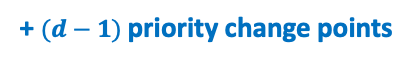 + (d – 1) priority change points